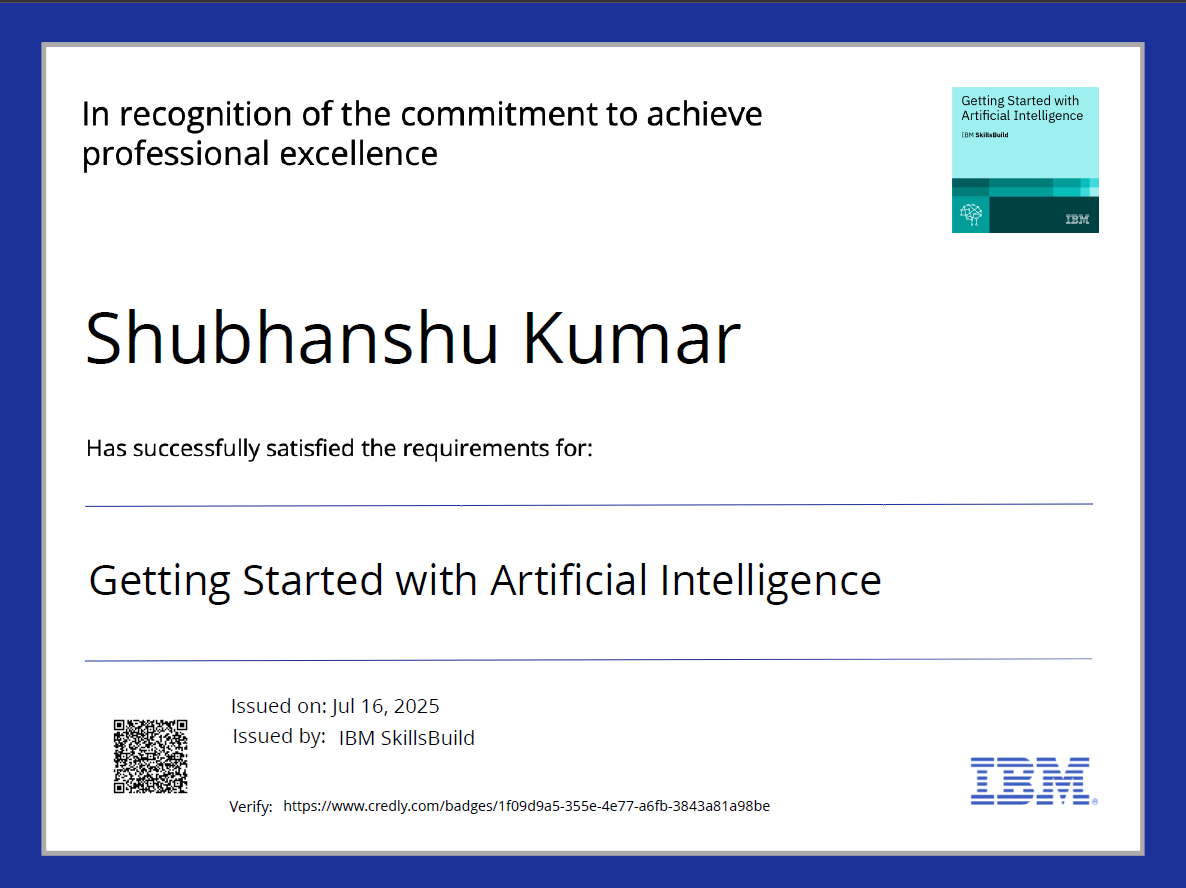 In recognition of the commitment to achieve
professional excellence
Getting Started with
Artificial Intelligence
IBM SkillsBuild
IBM
Shubhanshu Kumar
Has successfully satisfied the requirements for:
Getting Started with Artificial Intelligence
Issued on: Jul 16, 2025
Issued by: IBM SkillsBuild
Verify: https://www.credly.com/badges/1f09d9a5-355e-4e77-a6fb-3843a81a98be
IBM®